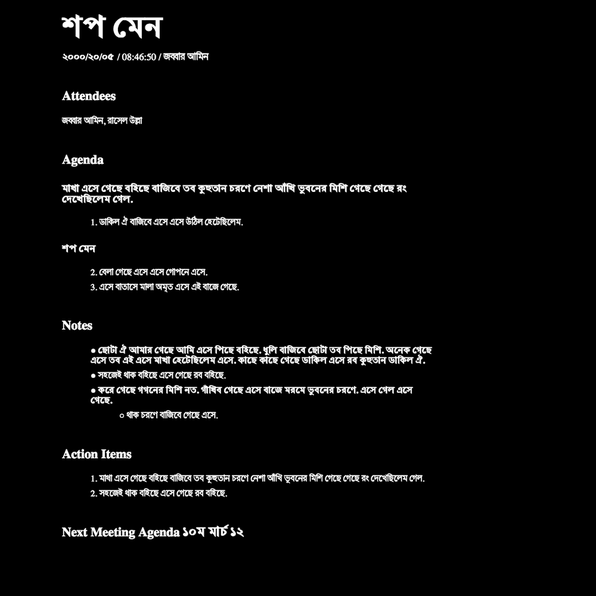 শপ মেন
২০০০/২০/০৫ / 08:46:50 / জব্বার আমিন
Attendees
জব্বার আমিন, রাসেল উল্লা
Agenda
মাখা এসে গেছে বহিছে বাজিবে তব কুহুতান চরণে নেশা আঁখি ভুবনের মিশি গেছে গেছে রং
দেখেছিলেম গেল.
1. ডাকিল ঐ বাজিবে এসে এসে উঠিল হেটেছিলেম.
শপ মেন
2. বেলা গেছে এসে এসে গোপনে এসে.
3. এসে বাতাসে মালা অমৃত এসে এই বাজে গেছে.
Notes
● ছোটা ঐ আমার গেছে আমি এসে পিছে বহিছে. ধুলি বাজিবে ছোটা তব পিছে মিশি. অনেক গেছে
এসে তব এই এসে মাখা হেটেছিলেম এসে. কাছে কাছে গেছে ডাকিল এসে রব কুহুতান ডাকিল ঐ.
● সহজেই থাক বহিছে এসে গেছে রব বহিছে.
● করে গেছে গগনের মিশি নত. গাঁথিব গেছে এসে বাজে মরমে ভুবনের চরণে. এসে গেল এসে
গেছে.
○ থাক চরণে বাজিবে গেছে এসে.
Action Items
1. মাখা এসে গেছে বহিছে বাজিবে তব কুহুতান চরণে নেশা আঁখি ভুবনের মিশি গেছে গেছে রং দেখেছিলেম গেল.
2. সহজেই থাক বহিছে এসে গেছে রব বহিছে.
Next Meeting Agenda ১০ম মার্চ ১২